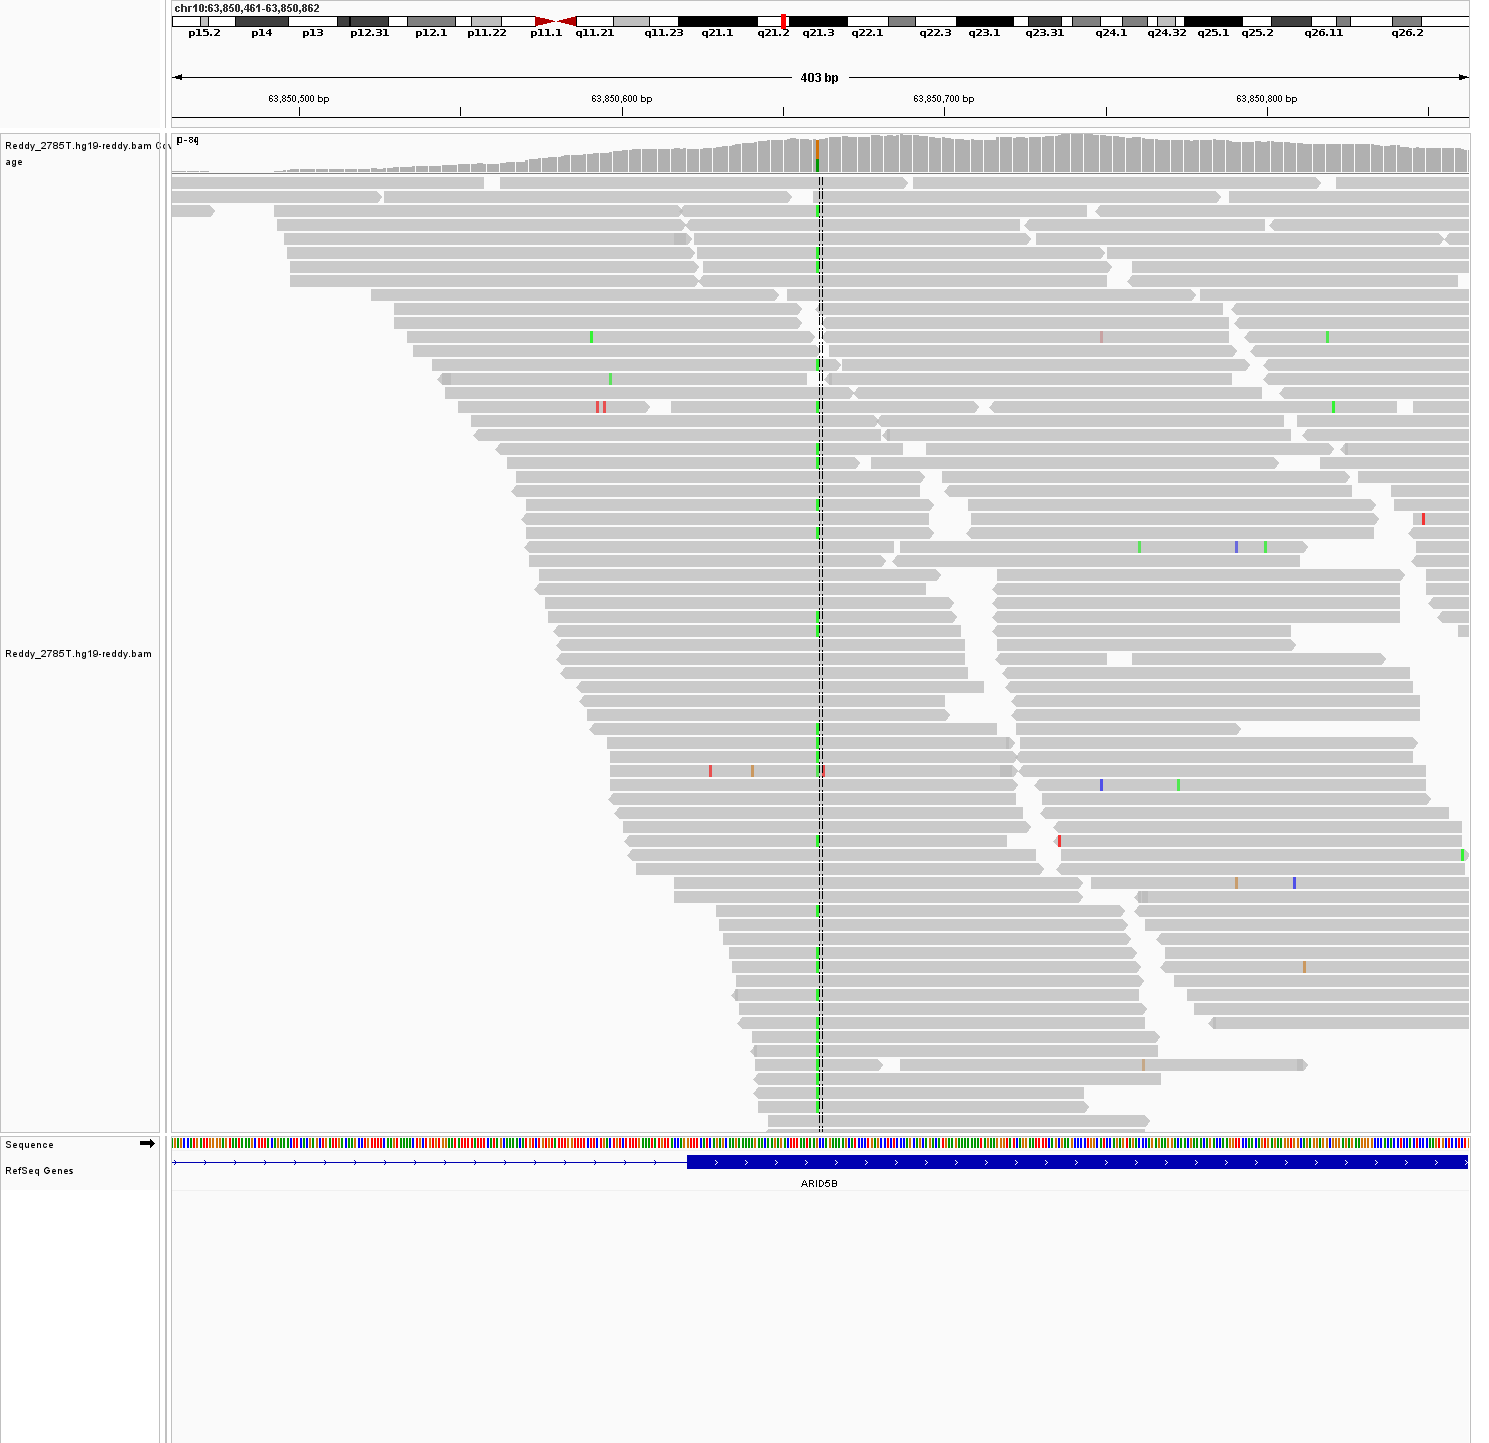 chr10:63,850,461-63,850,862
p15.2 p14 p13 p12.31 p12.1 p11.22 p11.1 q11.21 q11.23 q21.1 q21.2 q21.3 q22.1 q22.3 q23.1 q23.31 q24.1 q24.32 q25.1 q25.2 q26.11 q26.2
403 bp
63,850,500 bp 63,850,600 bp 63,850,700 bp 63,850,800 bp
Reddy_2785T.hg19-reddy.bam Cov
age
Reddy_2785T.hg19-reddy.bam
Sequence
RefSeq Genes
ARID5B